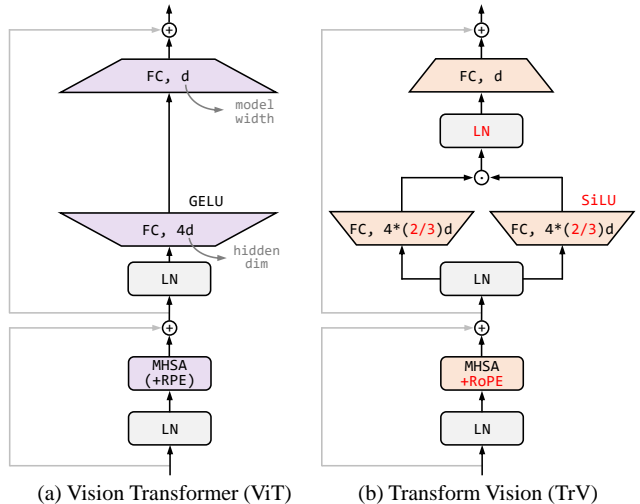 +
FC, d
model
width
GELU
FC, 4d
hidden
dim
LN
+
MHSA
(+RPE)
LN
(a) Vision Transformer (ViT)
+
FC, d
LN
SiLU
FC, 4*(2/3)d
FC, 4*(2/3)d
LN
+
MHSA
+RoPE
LN
(b) Transform Vision (TrV)